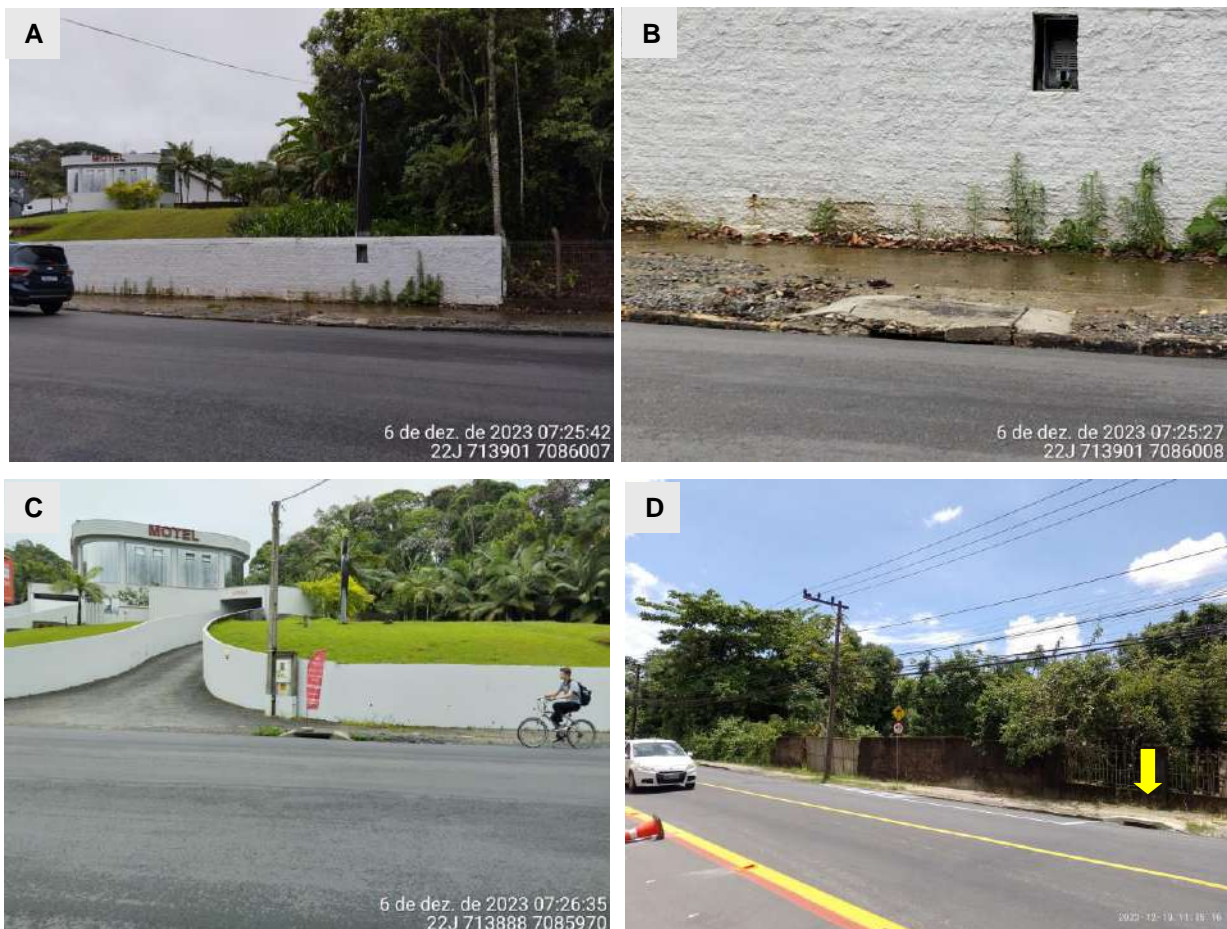 A
MOTEL
6 de dez. de 2023 07:25:42
22J 713901 7086007
B
6 de dez. de 2023 07:25:27
22J 713901 7086008
C
MOTEL
6 de dez. de 2023 07:26:35
22J 713888 7085970
D